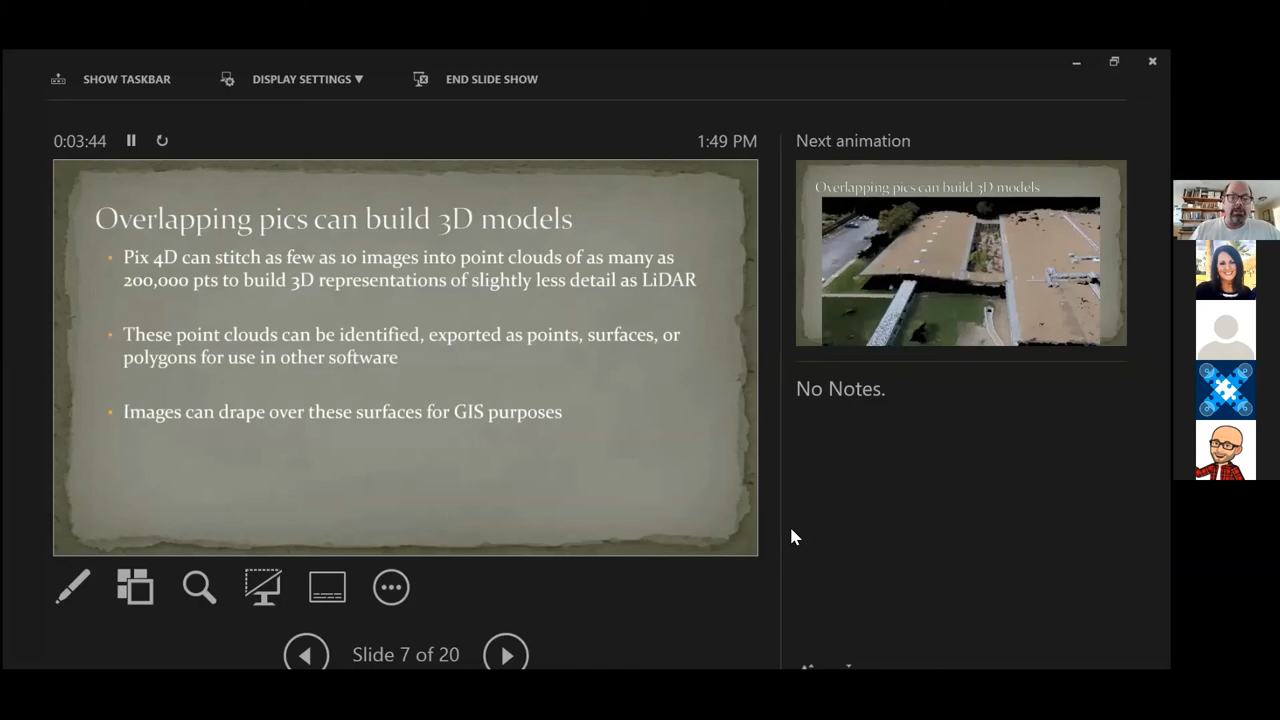 SHOW TASKBAR
DISPLAY SETTINGS ▼
END SLIDE SHOW
0:03:44
1:49 PM
Overlapping pics can build 3D models
• Pix 4D can stitch as few as 10 images into point clouds of as many as
200,000 pts to build 3D representations of slightly less detail as LiDAR
• These point clouds can be identified, exported as points, surfaces, or
polygons for use in other software
• Images can drape over these surfaces for GIS purposes
Slide 7 of 20
Next animation
Overlapping pics can build 3D models
No Notes.